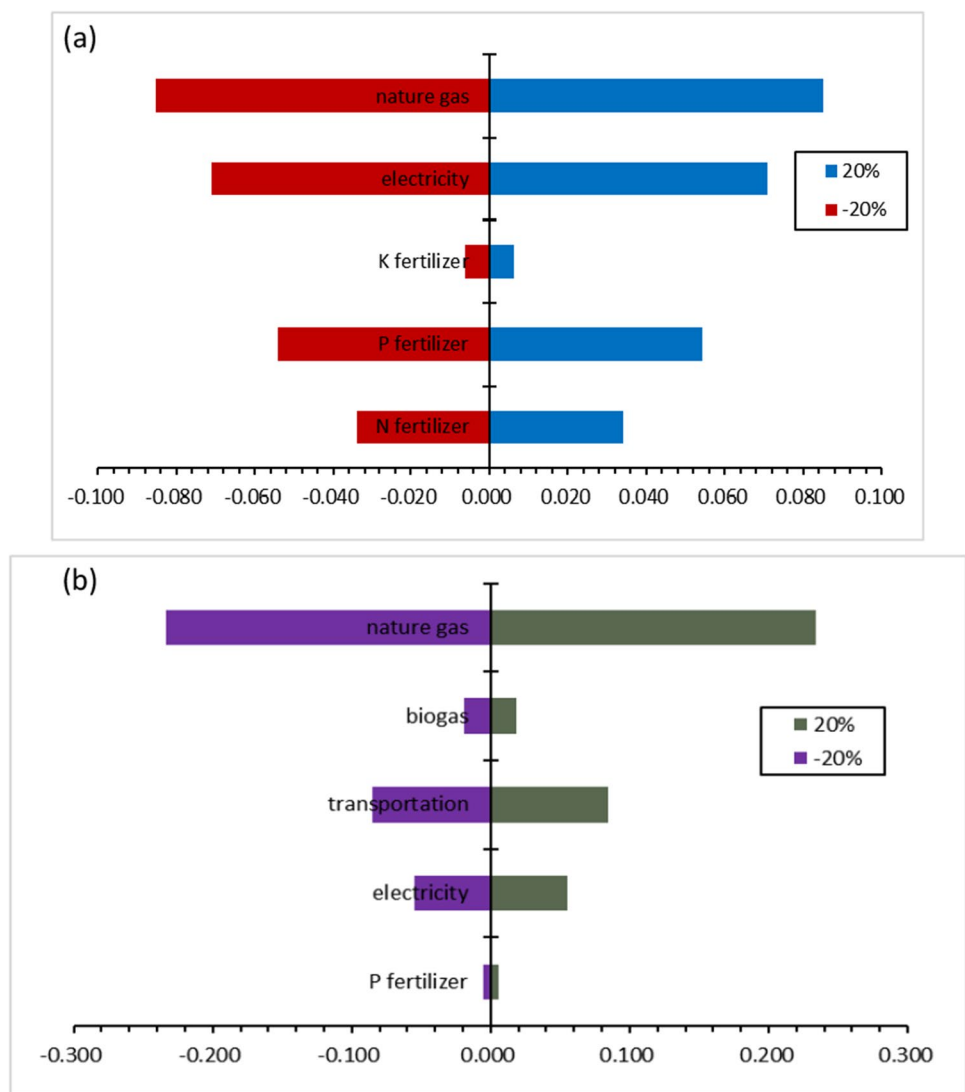 (a)
nature gas
electricity
K fertilizer
P fertilizer
N fertilizer
20%
-20%
-0.100 -0.080 -0.060 -0.040 -0.020 0.000 0.020 0.040 0.060 0.080 0.100
(b)
nature gas
biogas
transportation
electricity
P fertilizer
20%
-20%
-0.300 -0.200 -0.100 0.000 0.100 0.200 0.300